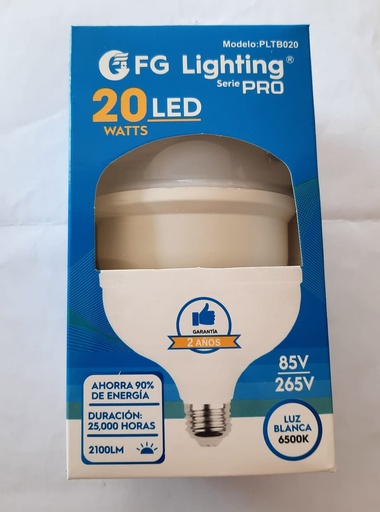 Modelo:PLTB020
FG Lighting®
Serie PRO
20 LED
WATTS
GARANTÍA
2 AÑOS
85V
265V
AHORRA 90%
DE ENERGÍA
DURACIÓN:
25,000 HORAS
2100LM
LUZ
BLANCA
6500K